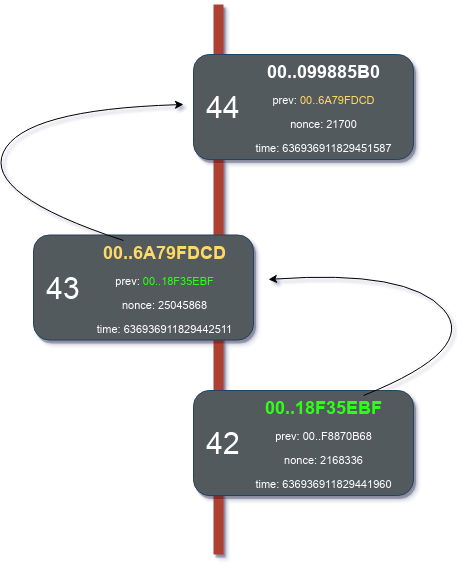 00..099885B0
44
prev: 00..6A79FDCD
nonce: 21700
time: 636936911829451587
00..6A79FDCD
43
prev: 00..18F35EBF
nonce: 25045868
time: 636936911829442511
00..18F35EBF
42
prev: 00..F8870B68
nonce: 2168336
time: 636936911829441960